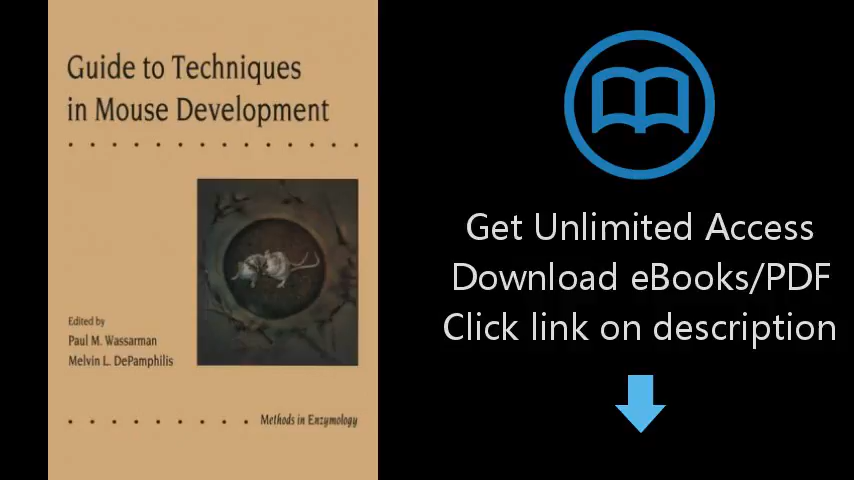 Guide to Techniques
in Mouse Development
Edited by
Paul M. Wassarman
Melvin L. DePamphilis
Methods in Enzymology
Get Unlimited Access
Download eBooks/PDF
Click link on description